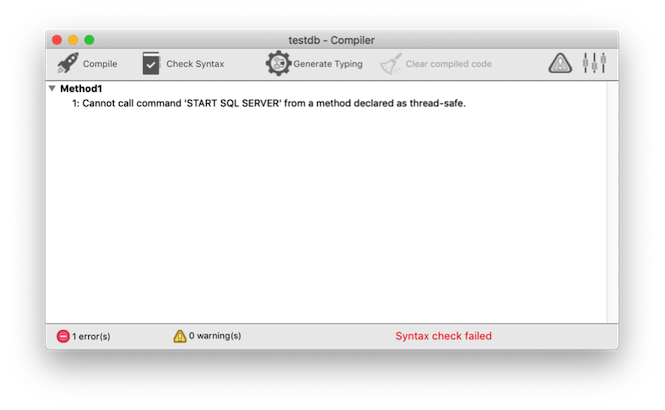 testdb - Compiler
Compile Check Syntax Generate Typing Clear compiled code
Method1
1: Cannot call command 'START SQL SERVER' from a method declared as thread-safe.
1 error(s) 0 warning(s) Syntax check failed